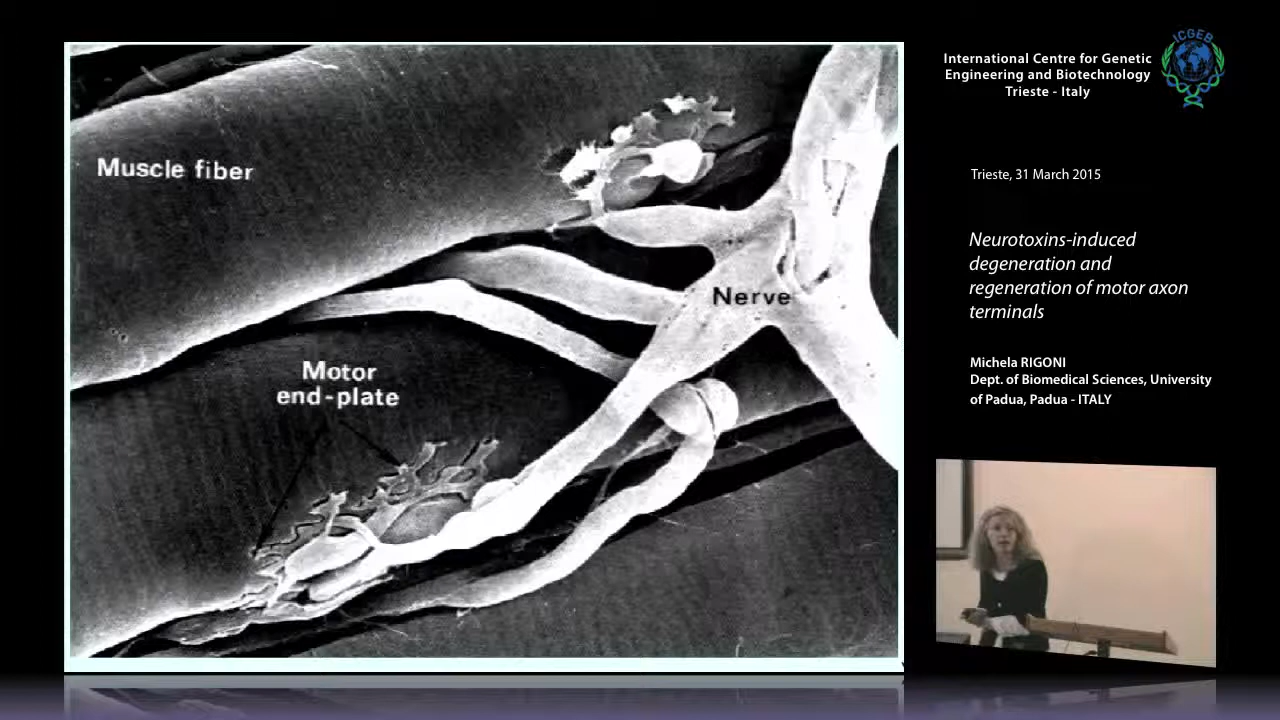 Muscle fiber
Nerve
Motor
end-plate
International Centre for Genetic
Engineering and Biotechnology
Trieste - Italy
ICGEB
Trieste, 31 March 2015
Neurotoxins-induced
degeneration and
regeneration of motor axon
terminals
Michela RIGONI
Dept. of Biomedical Sciences, University
of Padua, Padua - ITALY